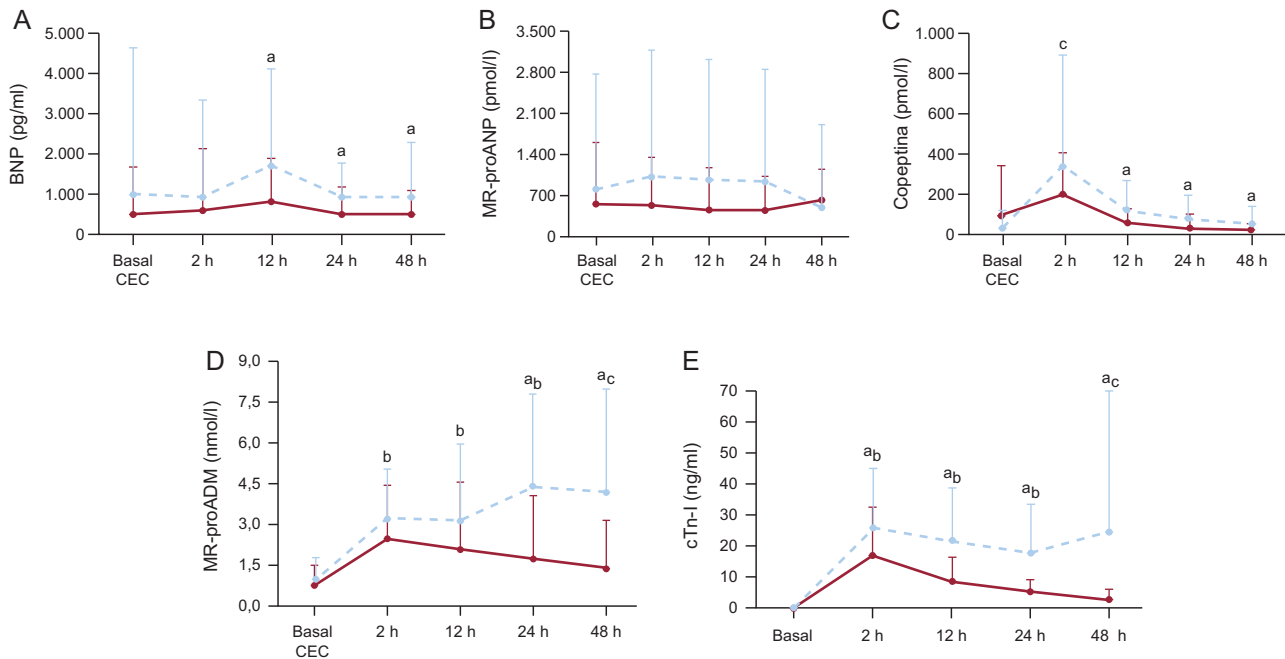 A
BNP (pg/ml)
5.000
4.000
3.000
2.000
1.000
0
a
a
a
Basal
CEC
2 h
12 h
24 h
48 h
B
MR-proANP (pmol/l)
3.500
2.800
2.100
1.400
700
0
Basal
CEC
2 h
12 h
24 h
48 h
C
Copeptina (pmol/l)
1.000
800
600
400
200
0
c
a
a
a
Basal
CEC
2 h
12 h
24 h
48 h
D
MR-proADM (nmol/l)
9,0
7,5
6,0
4,5
3,0
1,5
0,0
b
b
ab
ac
Basal
CEC
2 h
12 h
24 h
48 h
E
cTn-I (ng/ml)
70
60
50
40
30
20
10
0
ab
ab
ab
ac
Basal
2 h
12 h
24 h
48 h